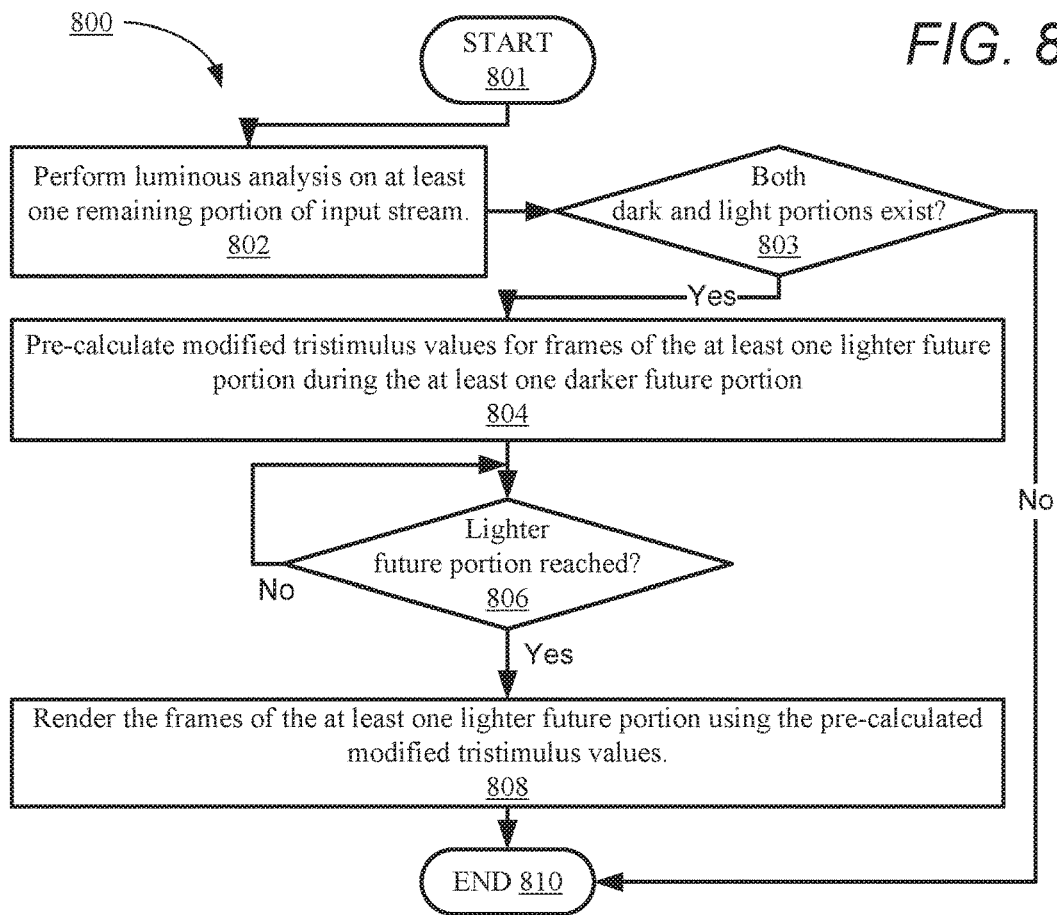 800
START
801
FIG. 8
Perform luminous analysis on at least
one remaining portion of input stream.
802
Both
dark and light portions exist?
803
Yes
Pre-calculate modified tristimulus values for frames of the at least one lighter future
portion during the at least one darker future portion
804
No
Lighter
future portion reached?
806
No
Yes
Render the frames of the at least one lighter future portion using the pre-calculated
modified tristimulus values.
808
END 810